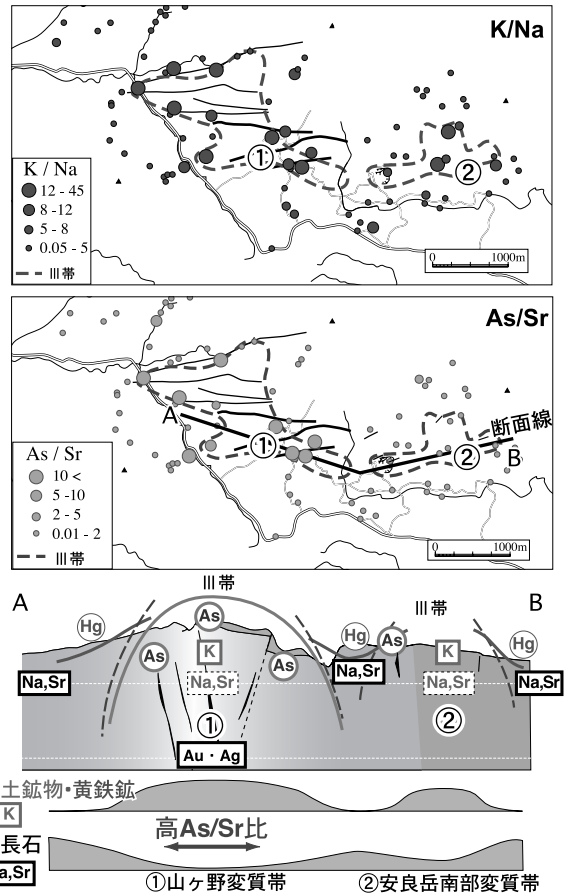 K/Na
①
②
K / Na
12 - 45
8 -12
5 - 8
0.05 - 5
Ⅲ帯
0 1000m
As/Sr
A
断面線
①
②
B
As / Sr
10 <
5 -10
2 - 5
0.01 - 2
Ⅲ帯
0 1000m
A
Ⅲ帯
Ⅲ帯
B
Hg
As
Hg
As
Hg
As
K
As
K
Na,Sr
Na,Sr
Na,Sr
Na,Sr
Na,Sr
①
②
Au・Ag
土鉱物・黄鉄鉱
K
高As/Sr比
長石
a,Sr
①山ヶ野変質帯
②安良岳南部変質帯